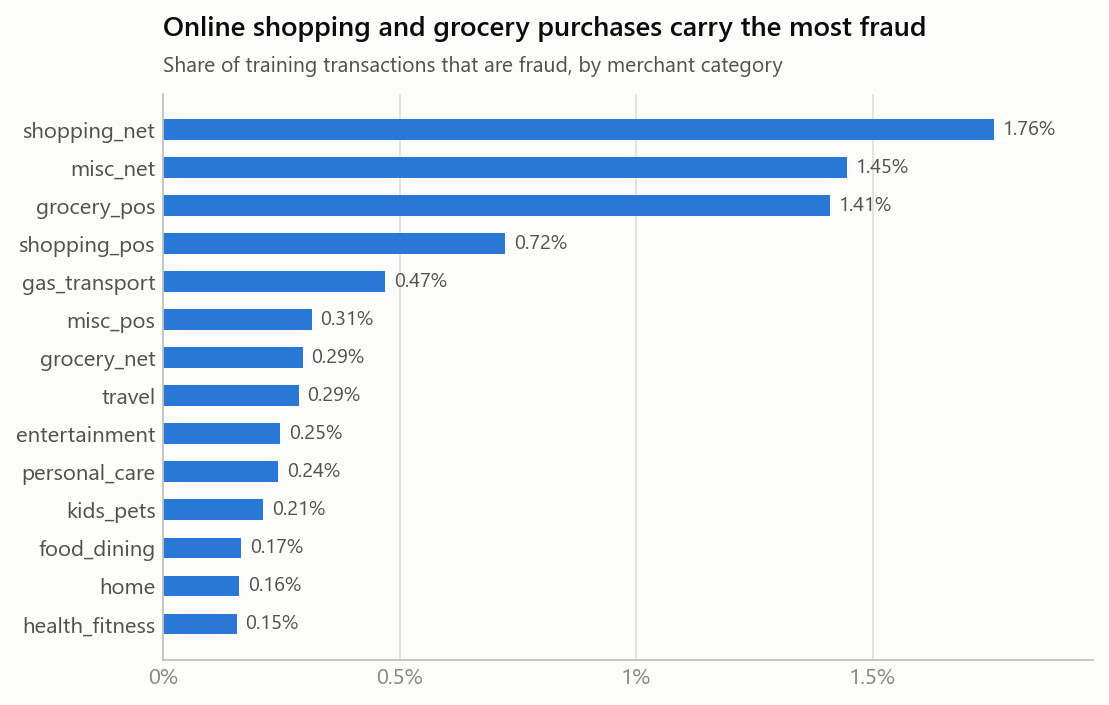 Online shopping and grocery purchases carry the most fraud
Share of training transactions that are fraud, by merchant category
shopping_net 1.76%
misc_net 1.45%
grocery_pos 1.41%
shopping_pos 0.72%
gas_transport 0.47%
misc_pos 0.31%
grocery_net 0.29%
travel 0.29%
entertainment 0.25%
personal_care 0.24%
kids_pets 0.21%
food_dining 0.17%
home 0.16%
health_fitness 0.15%
0% 0.5% 1% 1.5%